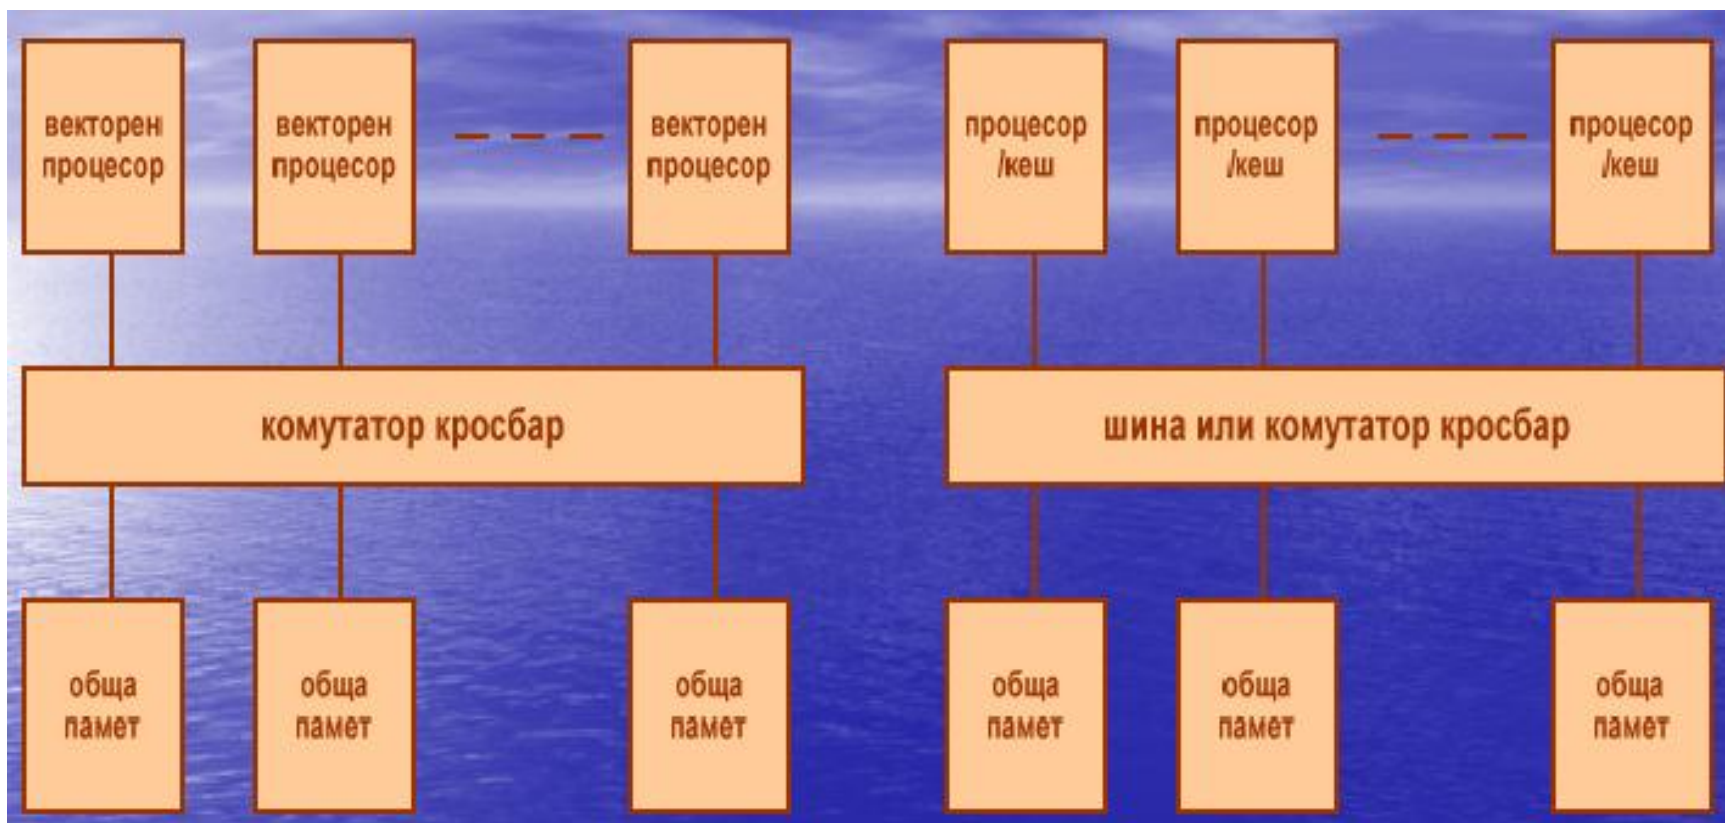 векторен
процесор
векторен
процесор
векторен
процесор
процесор
/кеш
процесор
/кеш
процесор
/кеш
комутатор кросбар
шина или комутатор кросбар
обща
памет
обща
памет
обща
памет
обща
памет
обща
памет
обща
памет